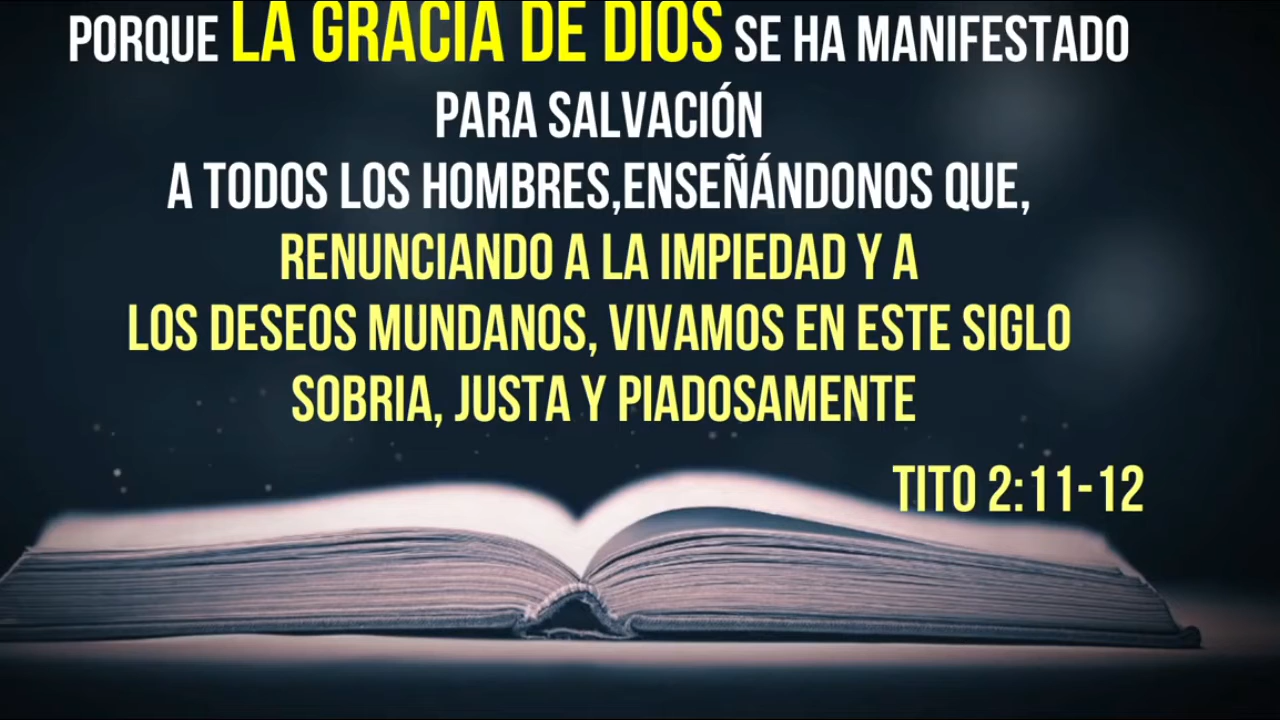 PORQUE LA GRACIA DE DIOS SE HA MANIFESTADO
PARA SALVACIÓN
A TODOS LOS HOMBRES,ENSEÑÁNDONOS QUE,
RENUNCIANDO A LA IMPIEDAD Y A
LOS DESEOS MUNDANOS, VIVAMOS EN ESTE SIGLO
SOBRIA, JUSTA Y PIADOSAMENTE
TITO 2:11-12